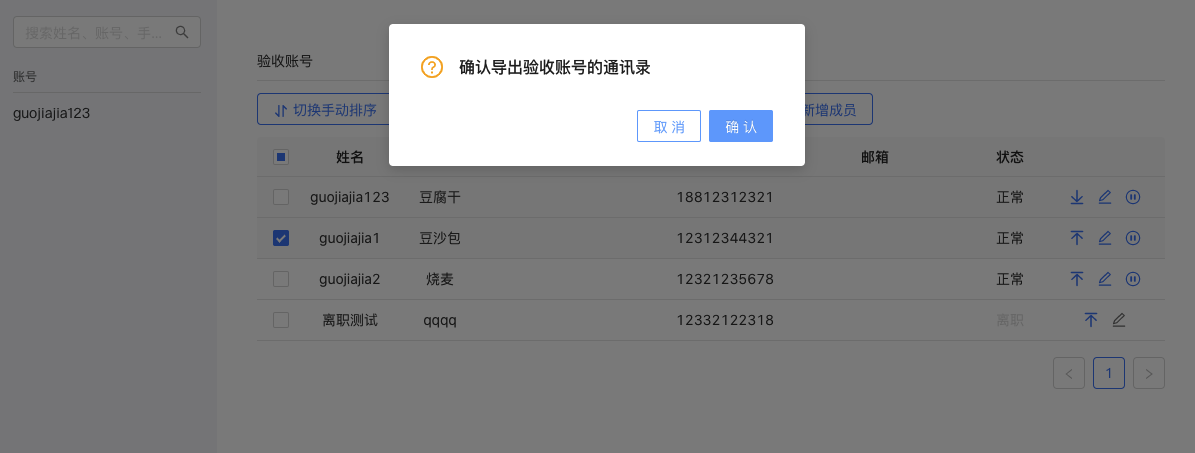 搜索姓名、账号、手...
账号
guojiajia123
验收账号
切换手动排序
新增成员
确认导出验收账号的通讯录
取 消
确 认
姓名 邮箱 状态
guojiajia123 豆腐干 18812312321 正常
guojiajia1 豆沙包 12312344321 正常
guojiajia2 烧麦 12321235678 正常
离职测试 qqqq 12332122318 离职
< 1 >